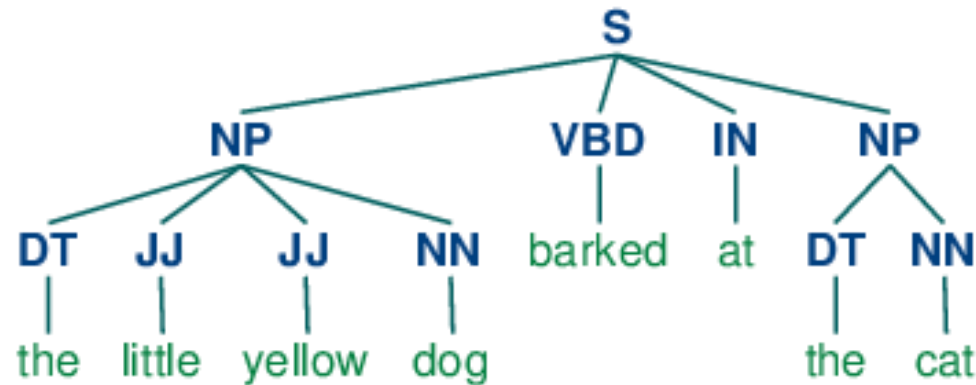 S
NP VBD IN NP
DT JJ JJ NN barked at DT NN
the little yellow dog the cat